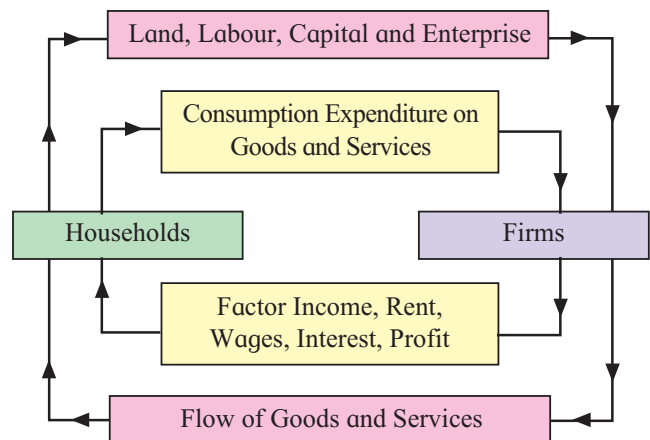 Land, Labour, Capital and Enterprise
Consumption Expenditure on
Goods and Services
Households
Firms
Factor Income, Rent,
Wages, Interest, Profit
Flow of Goods and Services